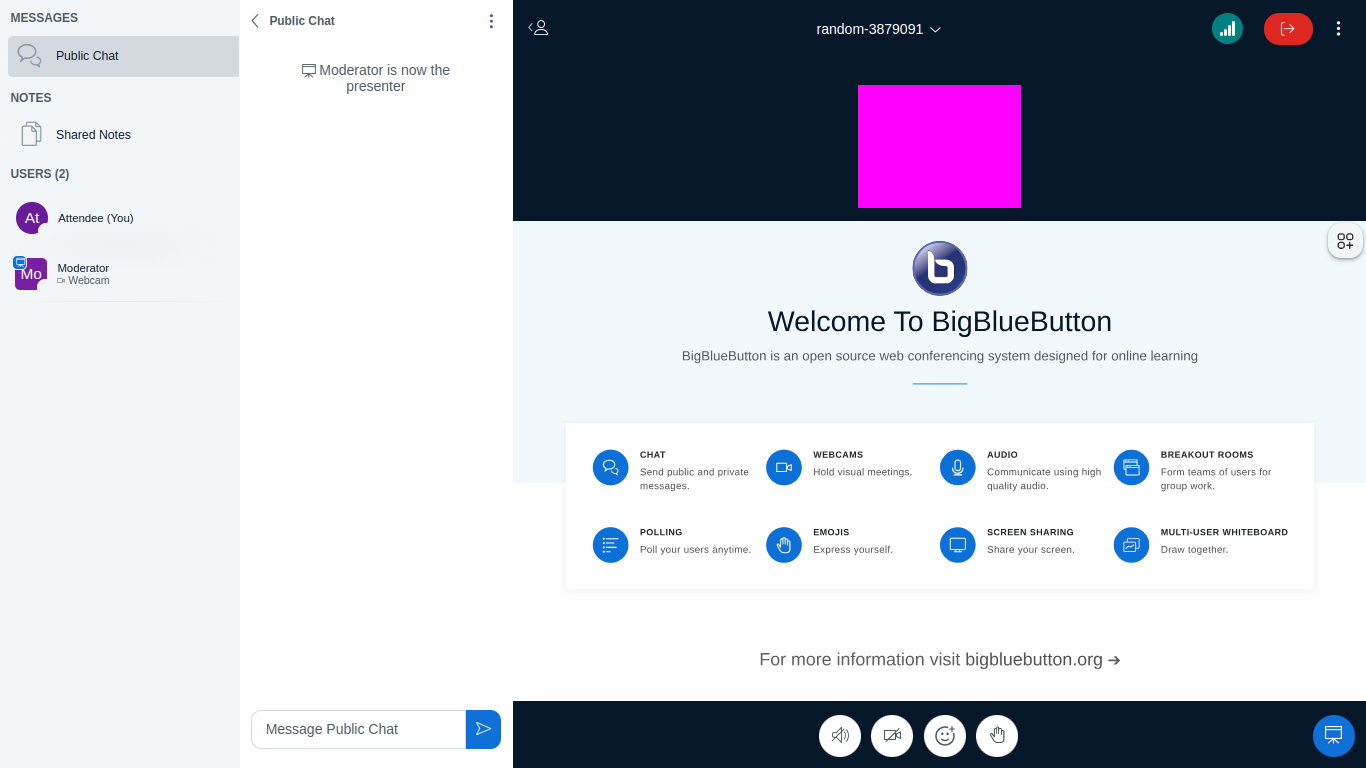 MESSAGES
Public Chat
NOTES
Shared Notes
USERS (2)
At
Attendee (You)
Mo
Moderator
Webcam
Public Chat
Moderator is now the
presenter
Message Public Chat
random-3879091
Welcome To BigBlueButton
BigBlueButton is an open source web conferencing system designed for online learning
CHAT
Send public and private
messages.
WEBCAMS
Hold visual meetings.
AUDIO
Communicate using high
quality audio.
BREAKOUT ROOMS
Form teams of users for
group work.
POLLING
Poll your users anytime.
EMOJIS
Express yourself.
SCREEN SHARING
Share your screen.
MULTI-USER WHITEBOARD
Draw together.
For more information visit bigbluebutton.org →